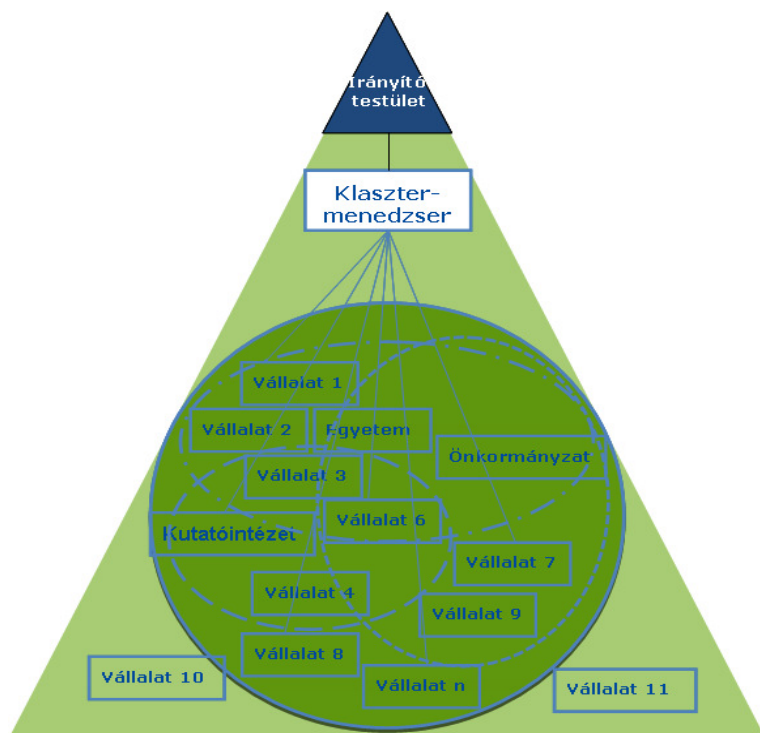 Irányító
testület
Klaszter-
menedzser
Vállalat 1
Vállalat 2
Egyetem
Önkormányzat
Vállalat 3
Vállalat 6
Kutatóintézet
Vállalat 7
Vállalat 4
Vállalat 9
Vállalat 8
Vállalat 10
Vállalat n
Vállalat 11